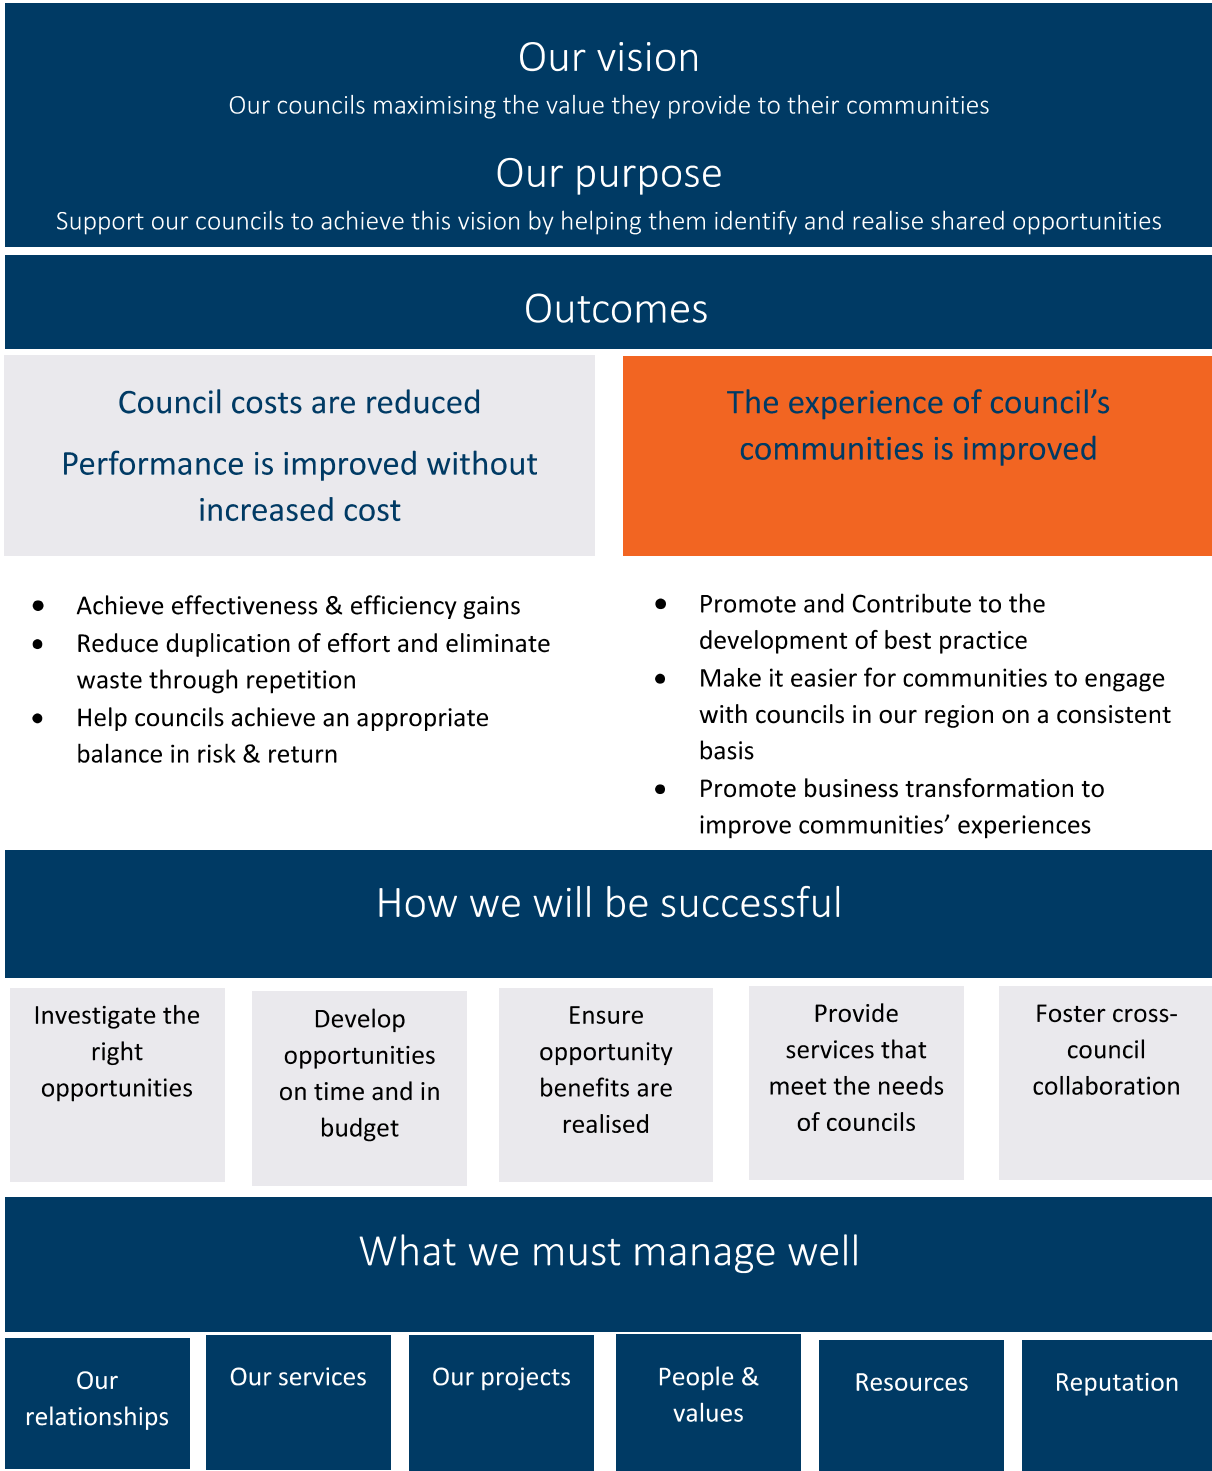 Our vision
Our councils maximising the value they provide to their communities
Our purpose
Support our councils to achieve this vision by helping them identify and realise shared opportunities
Outcomes
Council costs are reduced
Performance is improved without
increased cost
The experience of council’s
communities is improved
• Achieve effectiveness & efficiency gains
• Reduce duplication of effort and eliminate
waste through repetition
• Help councils achieve an appropriate
balance in risk & return
• Promote and Contribute to the
development of best practice
• Make it easier for communities to engage
with councils in our region on a consistent
basis
• Promote business transformation to
improve communities’ experiences
How we will be successful
Investigate the
right
opportunities
Develop
opportunities
on time and in
budget
Ensure
opportunity
benefits are
realised
Provide
services that
meet the needs
of councils
Foster cross-
council
collaboration
What we must manage well
Our
relationships
Our services
Our projects
People &
values
Resources
Reputation